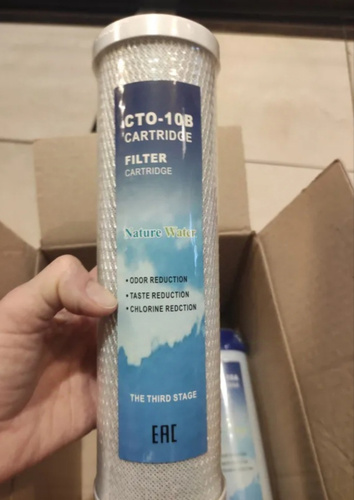 CTO-10B
CARTRIDGE
FILTER
CARTRIDGE
Nature Water
• ODOR REDUCTION
• TASTE REDUCTION
• CHLORINE REDCTION
THE THIRD STAGE
EAC